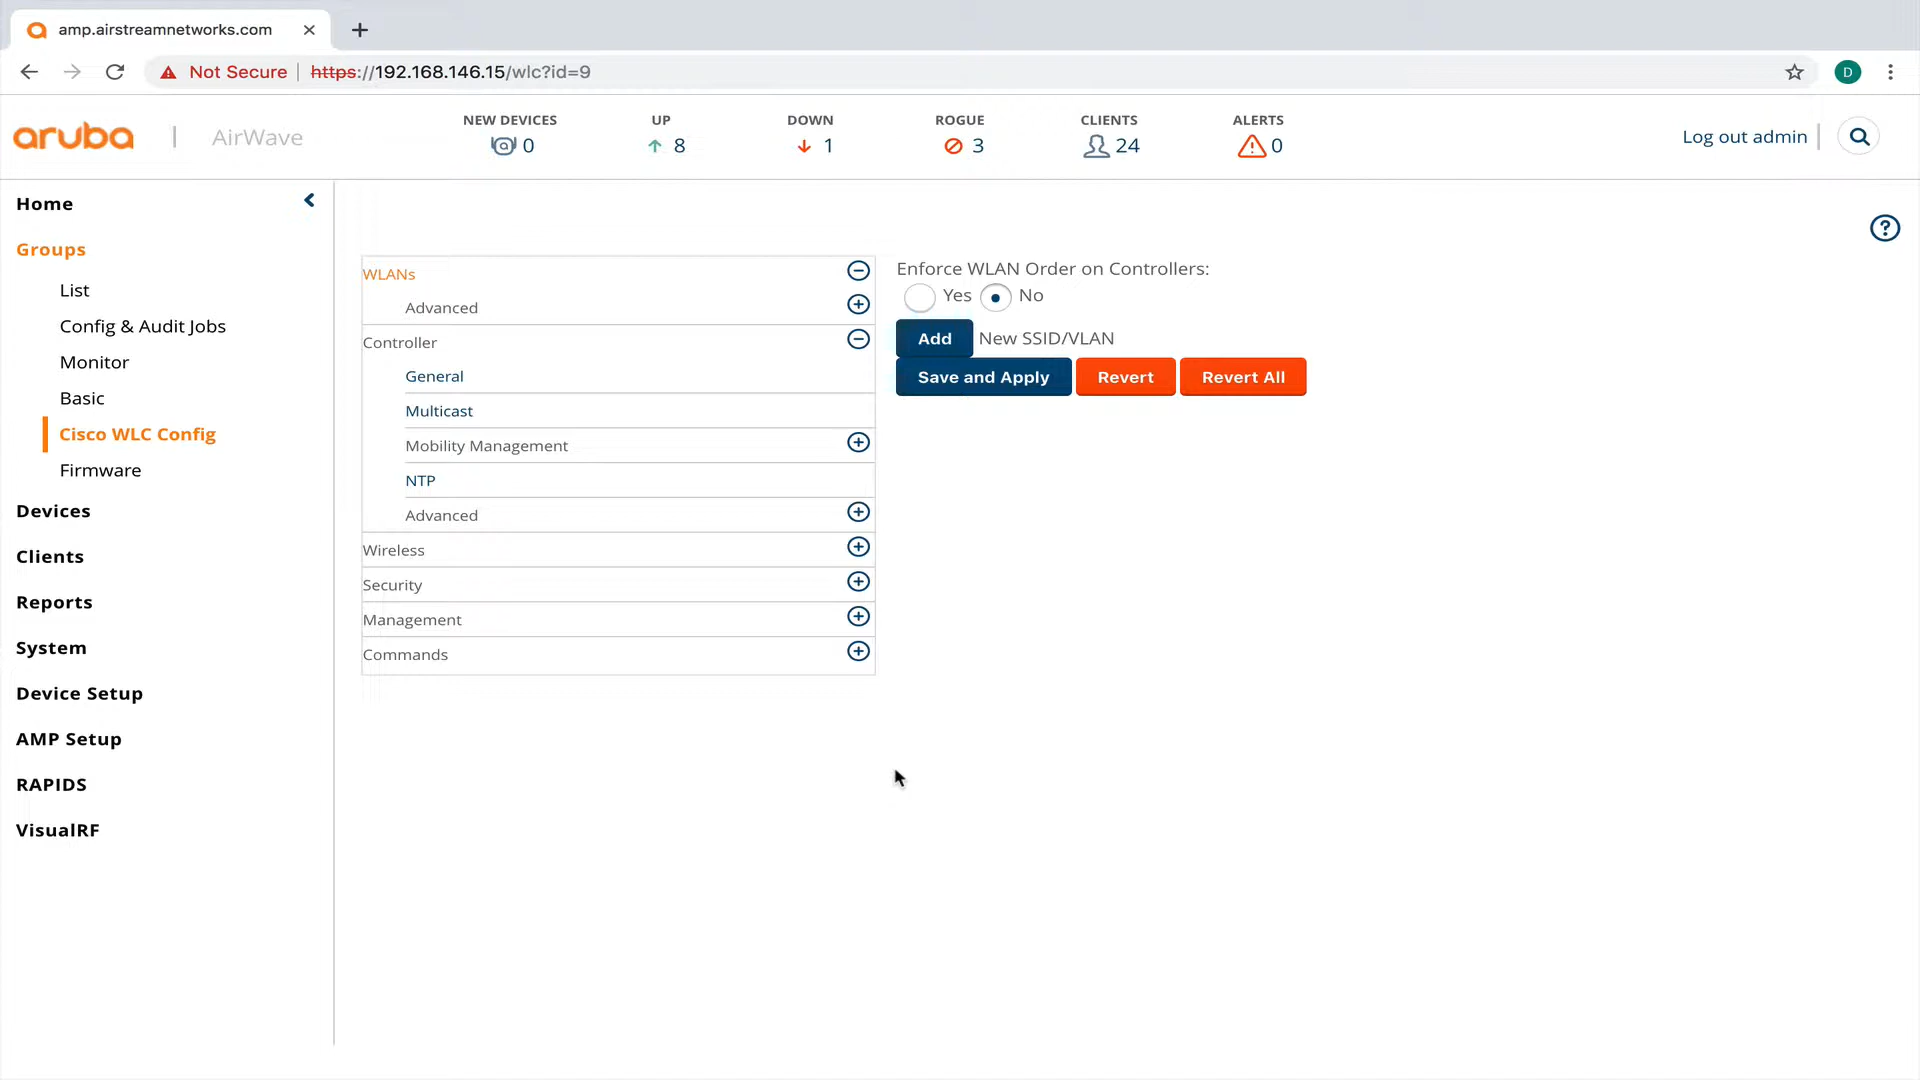 amp.airstreamnetworks.com
Not Secure | https://192.168.146.15/wlc?id=9
D
aruba | AirWave
NEW DEVICES
0
UP
8
DOWN
1
ROGUE
3
CLIENTS
24
ALERTS
0
Log out admin
Home
Groups
List
Config & Audit Jobs
Monitor
Basic
Cisco WLC Config
Firmware
Devices
Clients
Reports
System
Device Setup
AMP Setup
RAPIDS
VisualRF
WLANs
Advanced
Controller
General
Multicast
Mobility Management
NTP
Advanced
Wireless
Security
Management
Commands
Enforce WLAN Order on Controllers:
Yes No
Add New SSID/VLAN
Save and Apply Revert Revert All
?